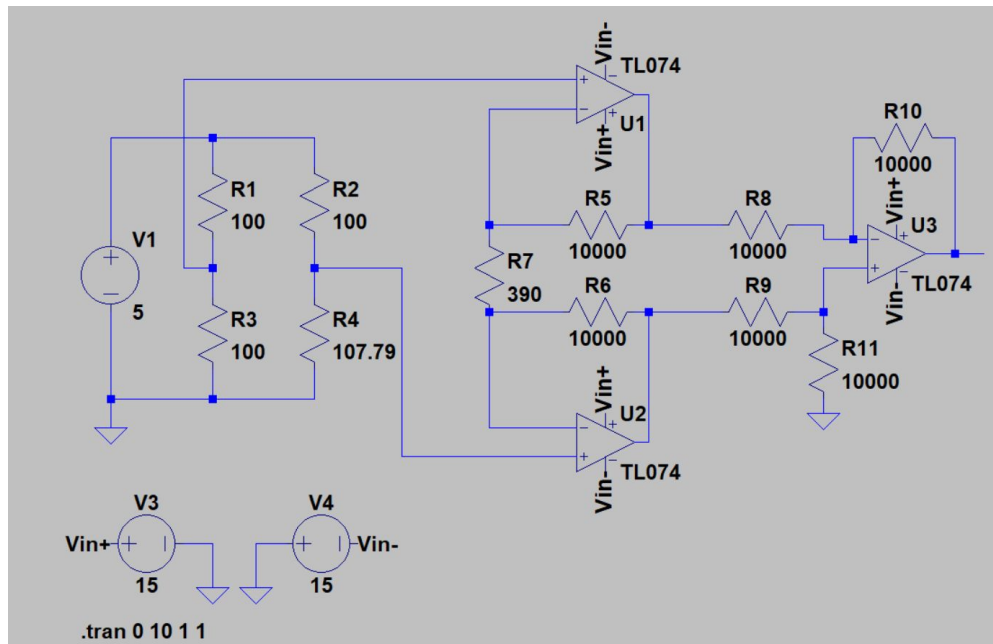 Vin-
TL074
+
−
+
−
U1
Vin+
R10
10000
Vin+
R1
100
R2
100
R5
10000
R8
10000
−
+
+
−
U3
TL074
Vin-
V1
+
−
5
R7
390
R3
100
R4
107.79
R6
10000
R9
10000
R11
10000
Vin+
U2
−
+
+
−
TL074
Vin-
V3
Vin+
+
−
15
V4
+
−
Vin-
15
.tran 0 10 1 1